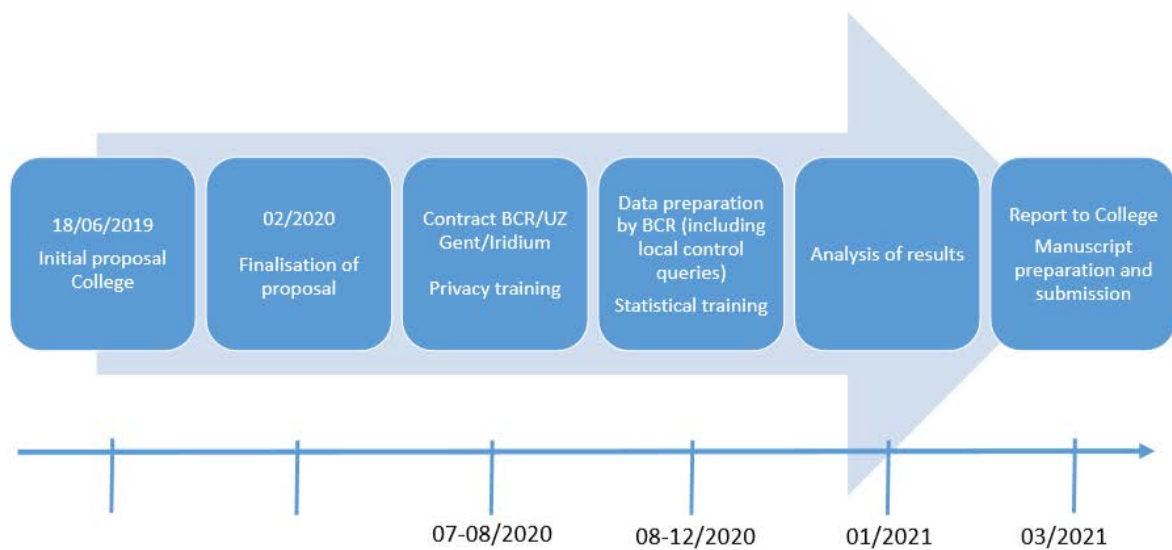 18/06/2019
Initial proposal
College
02/2020
Finalisation of
proposal
Contract BCR/UZ
Gent/Iridium
Privacy training
Data preparation
by BCR (including
local control
queries)
Statistical training
Analysis of results
Report to College
Manuscript
preparation and
submission
07-08/2020
08-12/2020
01/2021
03/2021